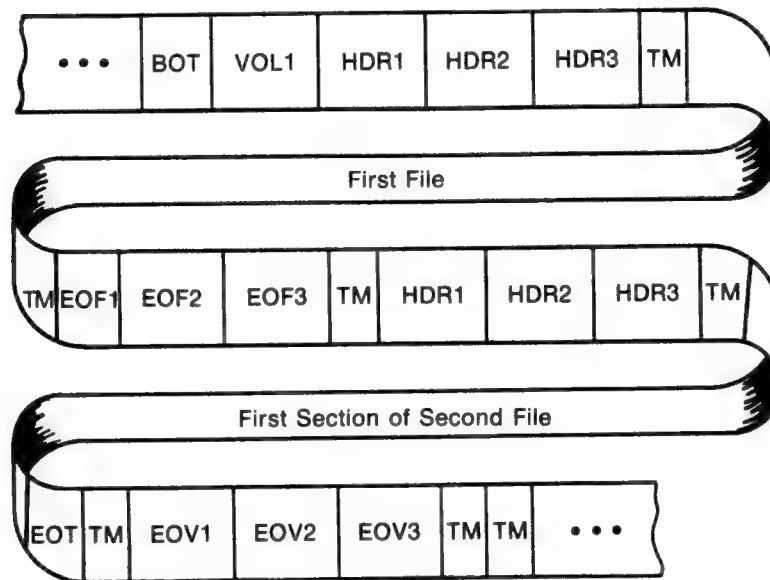 ••• BOT VOL1 HDR1 HDR2 HDR3 TM
First File
TM EOF1 EOF2 EOF3 TM HDR1 HDR2 HDR3 TM
First Section of Second File
EOT TM EOV1 EOV2 EOV3 TM TM •••